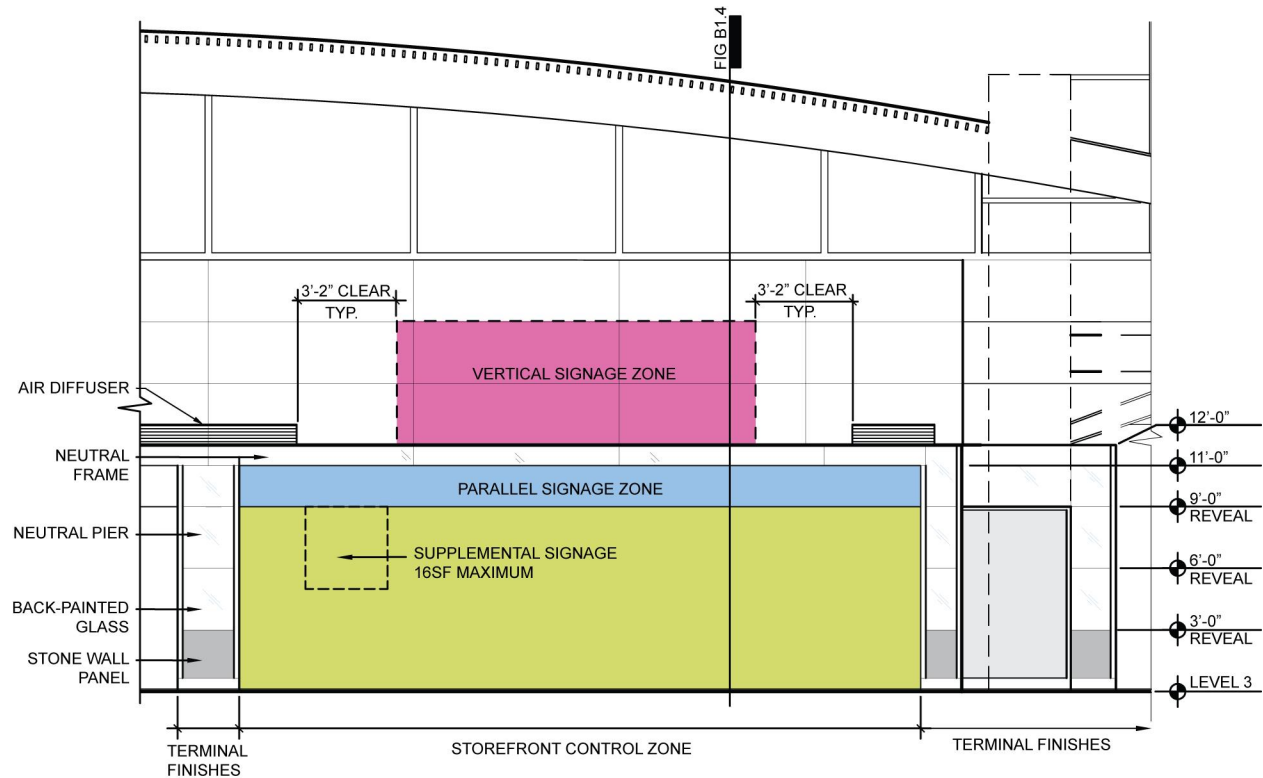 FIG B1.4
3’-2” CLEAR
TYP.
3’-2” CLEAR
TYP.
VERTICAL SIGNAGE ZONE
AIR DIFFUSER
12’-0”
NEUTRAL
FRAME
11’-0”
PARALLEL SIGNAGE ZONE
9’-0”
REVEAL
NEUTRAL PIER
SUPPLEMENTAL SIGNAGE
16SF MAXIMUM
6’-0”
REVEAL
BACK-PAINTED
GLASS
3’-0”
REVEAL
STONE WALL
PANEL
LEVEL 3
TERMINAL
FINISHES
STOREFRONT CONTROL ZONE
TERMINAL FINISHES